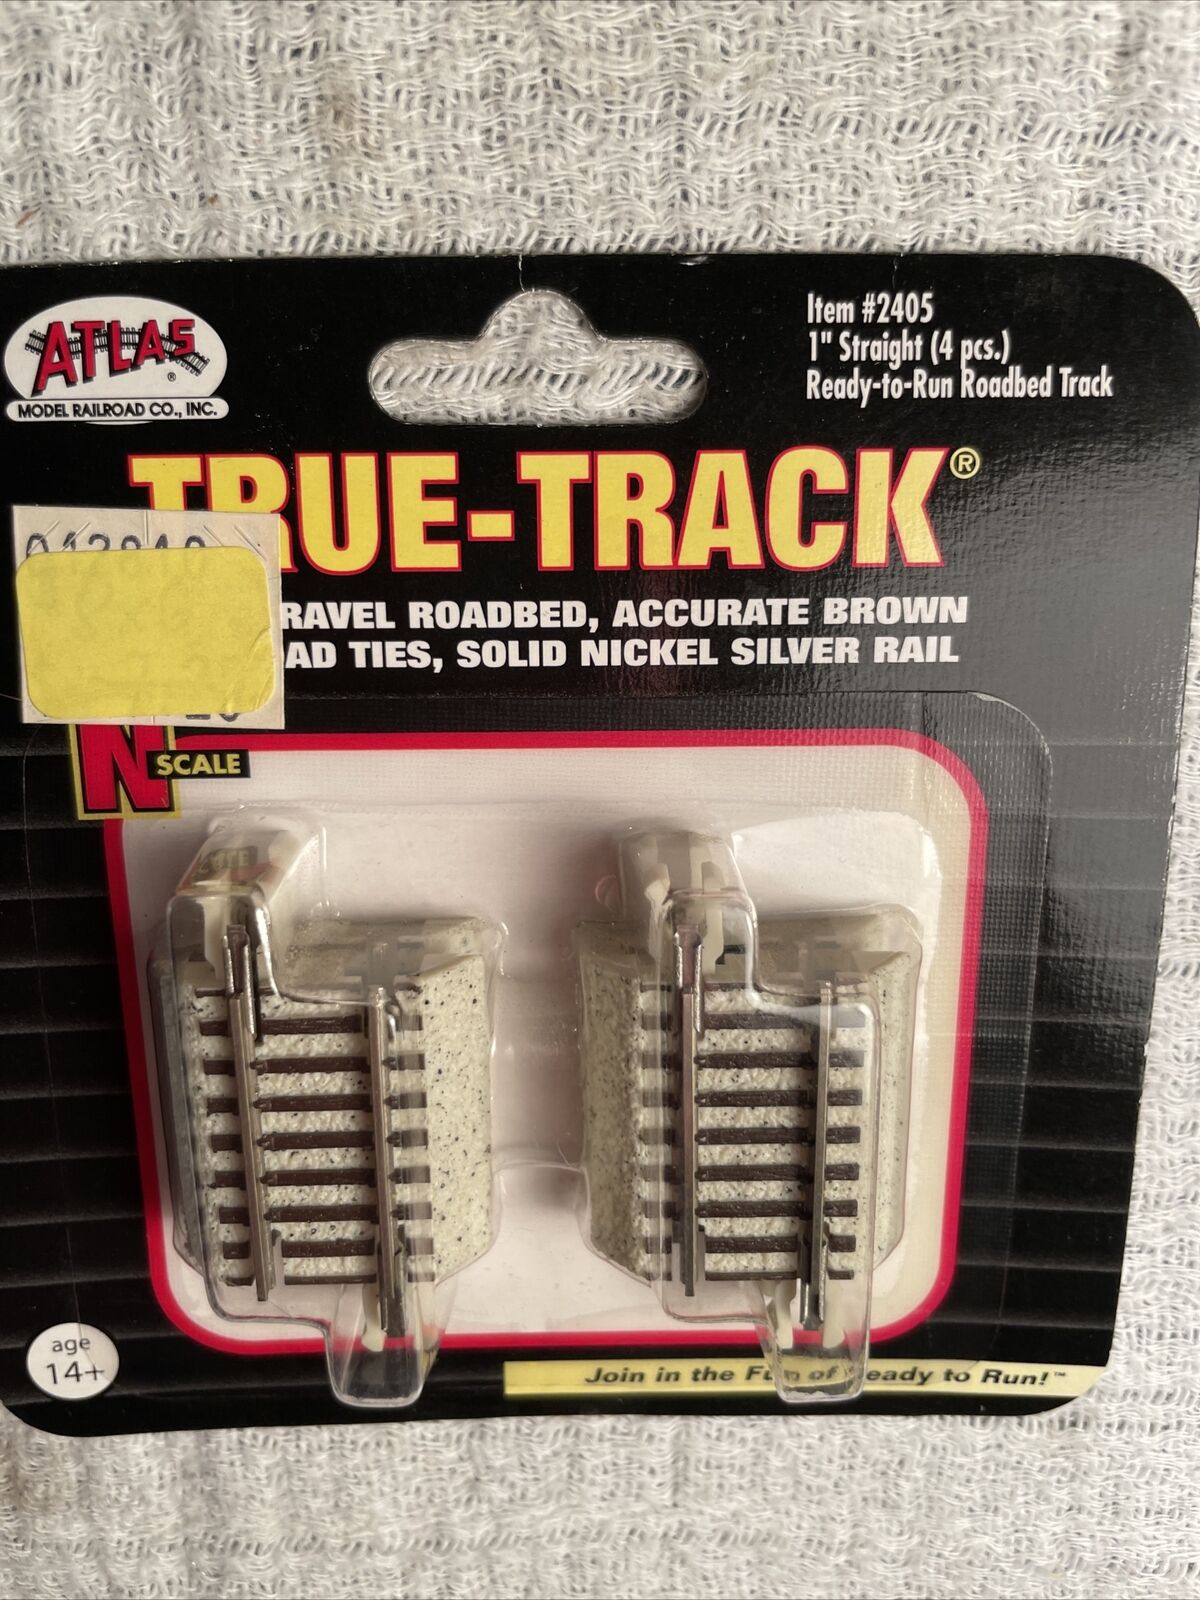 ATLAS®
MODEL RAILROAD CO., INC.
Item #2405
1" Straight (4 pcs.)
Ready-to-Run Roadbed Track
TRUE-TRACK®
RAVEL ROADBED, ACCURATE BROWN
AD TIES, SOLID NICKEL SILVER RAIL
N SCALE
age
14+
Join in the Fun of Ready to Run!™